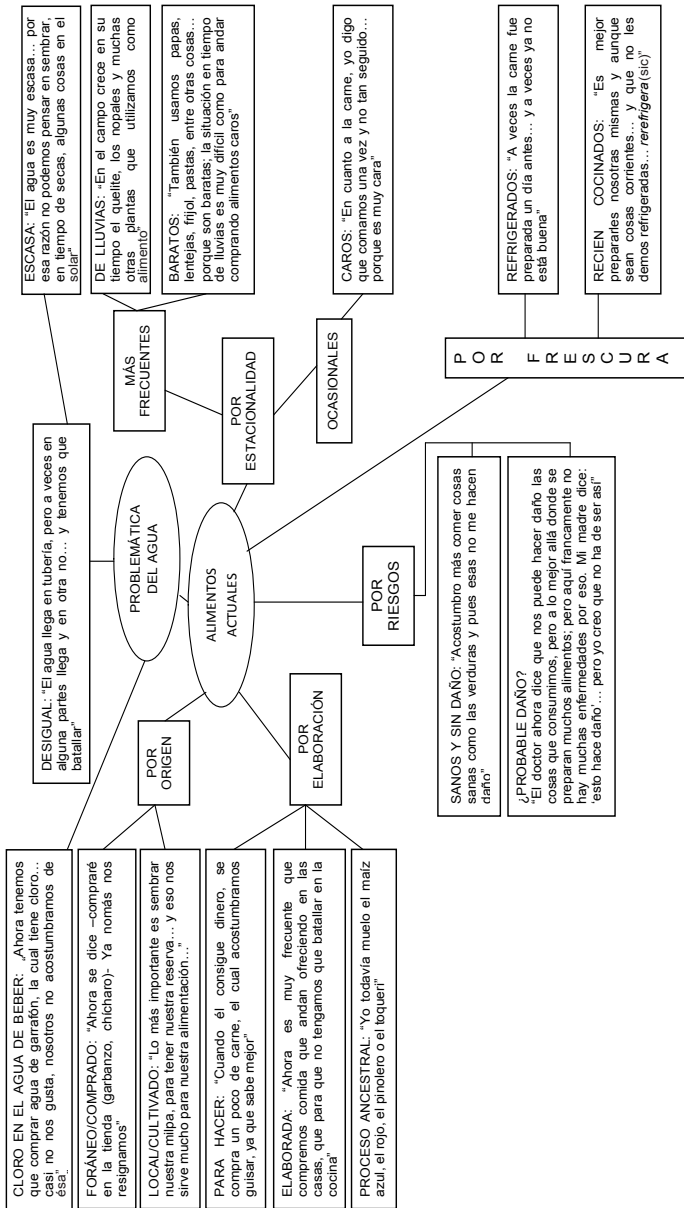 CLORO EN EL AGUA DE BEBER: “Ahora tenemos
que comprar agua de garrafón, la cual tiene cloro…
casi no nos gusta, nosotros no acostumbramos de
ésa”
FORÁNEO/COMPRADO: “Ahora se dice –compraré
en la tienda (garbanzo, chícharo)- Ya nomás nos
resignamos”
LOCAL/CULTIVADO: “Lo más importante es sembrar
nuestra milpa, para tener nuestra reserva… y eso nos
sirve mucho para nuestra alimentación…”
PARA HACER: “Cuando él consigue dinero, se
compra un poco de carne, el cual acostumbramos
guisar, ya que sabe mejor”
ELABORADA: “Ahora es muy frecuente que
compremos comida que andan ofreciendo en las
casas, que para que no tengamos que batallar en la
cocina”
PROCESO ANCESTRAL: “Yo todavía muelo el maíz
azul, el rojo, el pinolero o el toqueri”
DESIGUAL: “El agua llega en tubería, pero a veces en
alguna partes llega y en otra no… y tenemos que
batallar”
PROBLEMÁTICA
DEL AGUA
ALIMENTOS
ACTUALES
POR
ORIGEN
POR
ELABORACIÓN
POR
RIESGOS
SANOS Y SIN DAÑO: “Acostumbro más comer cosas
sanas como las verduras y pues esas no me hacen
daño”
¿PROBABLE DAÑO?
“El doctor ahora dice que nos puede hacer daño las
cosas que consumimos, pero a lo mejor allá donde se
preparan muchos alimentos; pero aquí francamente no
hay muchas enfermedades por eso. Mi madre dice:
‘esto hace daño’… pero yo creo que no ha de ser así”
ESCASA: “El agua es muy escasa… por
esa razón no podemos pensar en sembrar,
en tiempo de secas, algunas cosas en el
solar”
MÁS
FRECUENTES
DE LLUVIAS: “En el campo crece en su
tiempo el quelite, los nopales y muchas
otras plantas que utilizamos como
alimento”
BARATOS: “También usamos papas,
lentejas, frijol, pastas, entre otras cosas…
porque son baratas; la situación en tiempo
de lluvias es muy difícil como para andar
comprando alimentos caros”
POR
ESTACIONALIDAD
OCASIONALES
CAROS: “En cuanto a la carne, yo digo
que comamos una vez y no tan seguido…
porque es muy cara”
POR FRESCURA
REFRIGERADOS: “A veces la carne fue
preparada un día antes… y a veces ya no
está buena”
RECIEN COCINADOS: “Es mejor
prepararles nosotras mismas y aunque
sean cosas corrientes… y que no les
demos refrigeradas… rerefrigera(sic)”